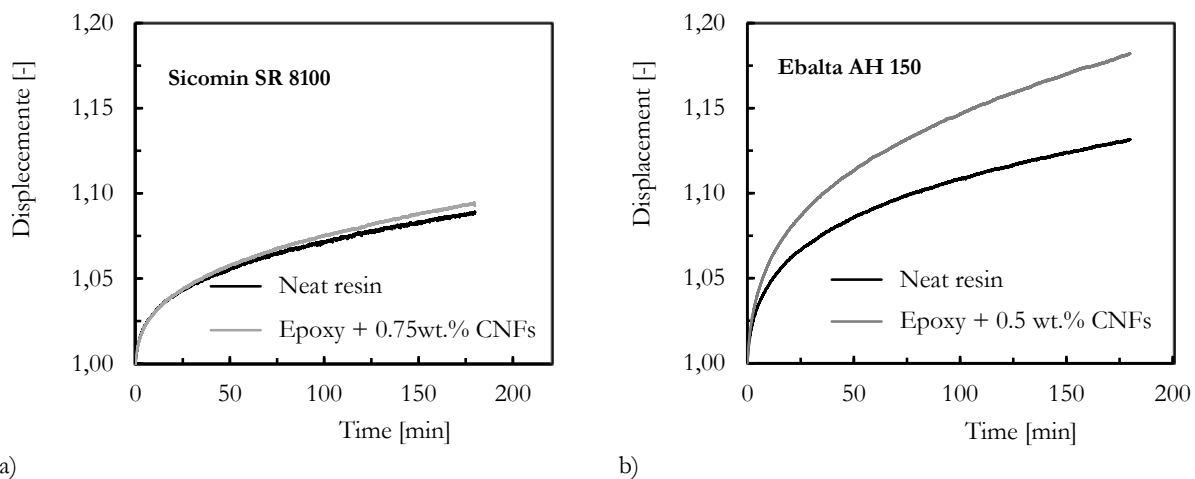 1,20
1,15
1,10
1,05
1,00
Displecemente [-]
Sicomin SR 8100
Neat resin
Epoxy + 0.75wt.% CNFs
0 50 100 150 200
Time [min]
a)
1,20
1,15
1,10
1,05
1,00
Displacement [-]
Ebalta AH 150
Neat resin
Epoxy + 0.5 wt.% CNFs
0 50 100 150 200
Time [min]
b)